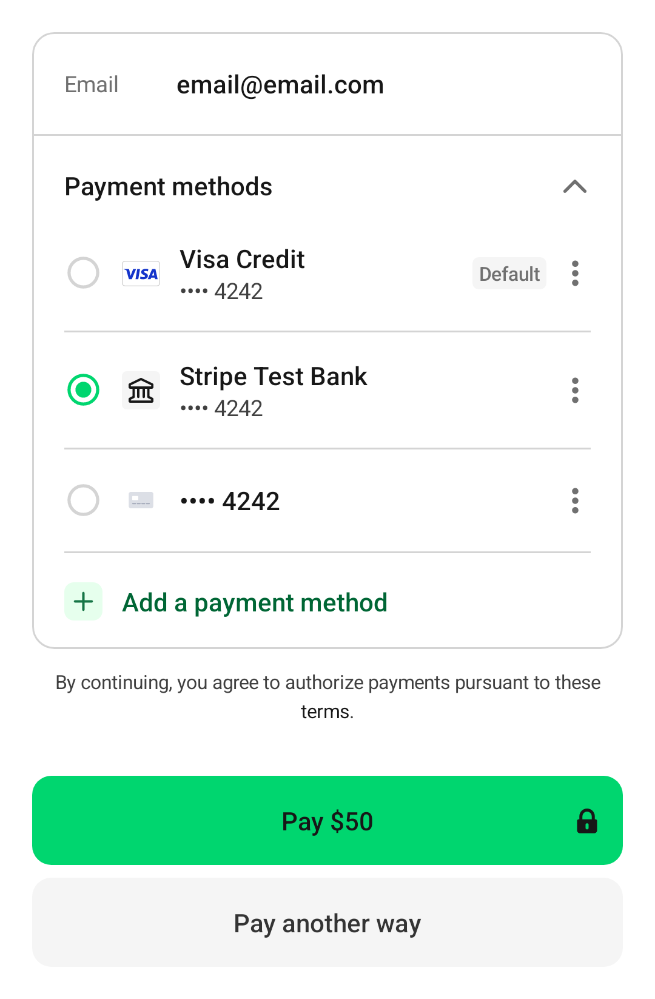 Email email@email.com
Payment methods
VISA Visa Credit Default
•••• 4242
Stripe Test Bank
•••• 4242
•••• 4242
Add a payment method
By continuing, you agree to authorize payments pursuant to these
terms.
Pay $50
Pay another way